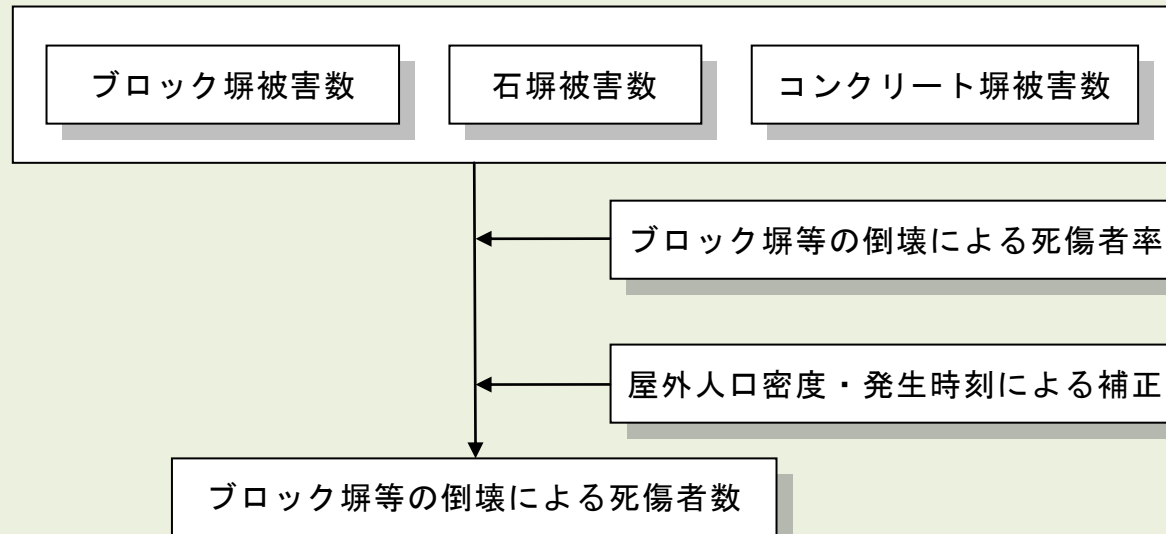 ブロック塀被害数
石塀被害数
コンクリート塀被害数
ブロック塀等の倒壊による死傷者率
屋外人口密度・発生時刻による補正
ブロック塀等の倒壊による死傷者数